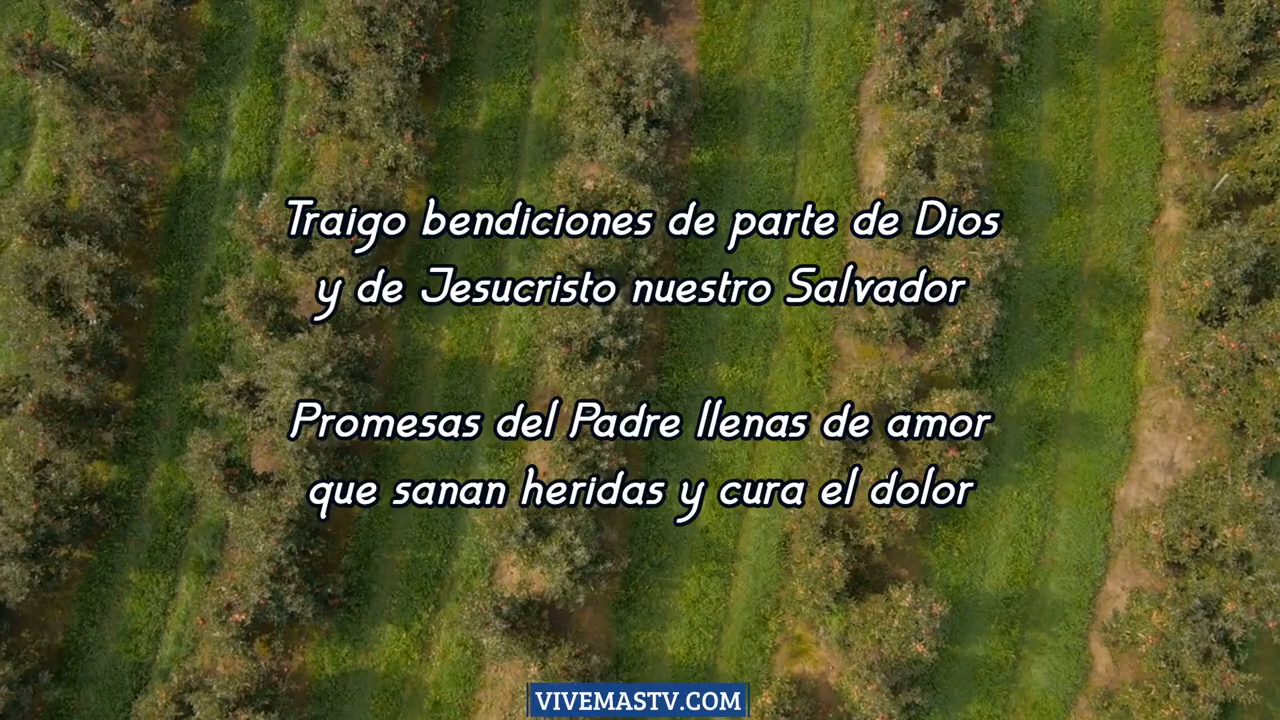 Traigo bendiciones de parte de Dios
y de Jesucristo nuestro Salvador
Promesas del Padre llenas de amor
que sanan heridas y cura el dolor
VIVEMASTV.COM